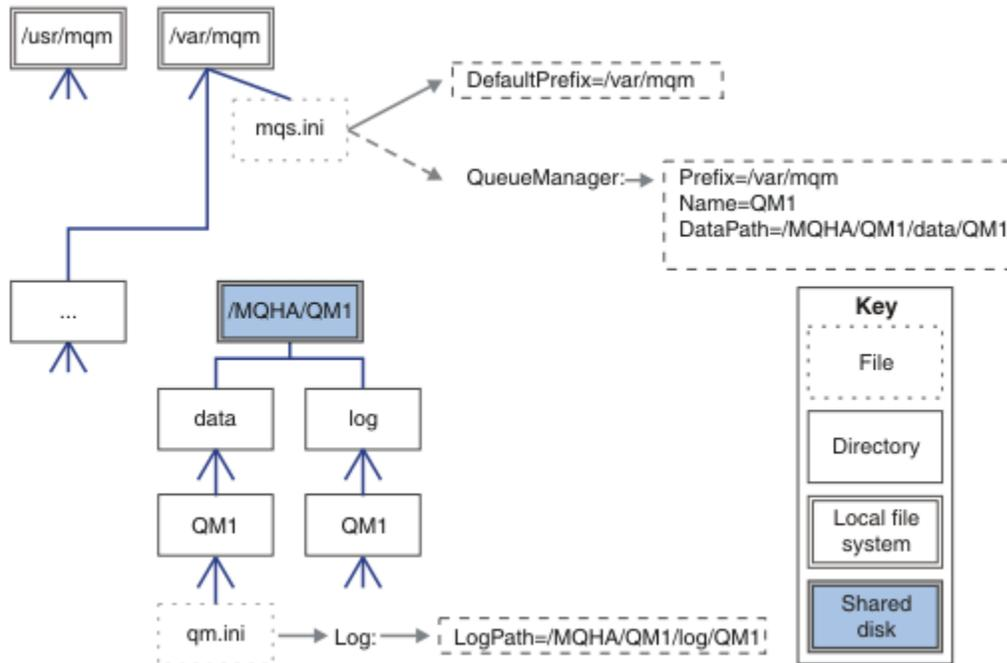 /usr/mqm
/var/mqm
DefaultPrefix=/var/mqm
mqs.ini
QueueManager:
Prefix=/var/mqm
Name=QM1
DataPath=/MQHA/QM1/data/QM1
...
/MQHA/QM1
data
log
QM1
QM1
qm.ini
Log:
LogPath=/MQHA/QM1/log/QM1
Key
File
Directory
Local file
system
Shared
disk